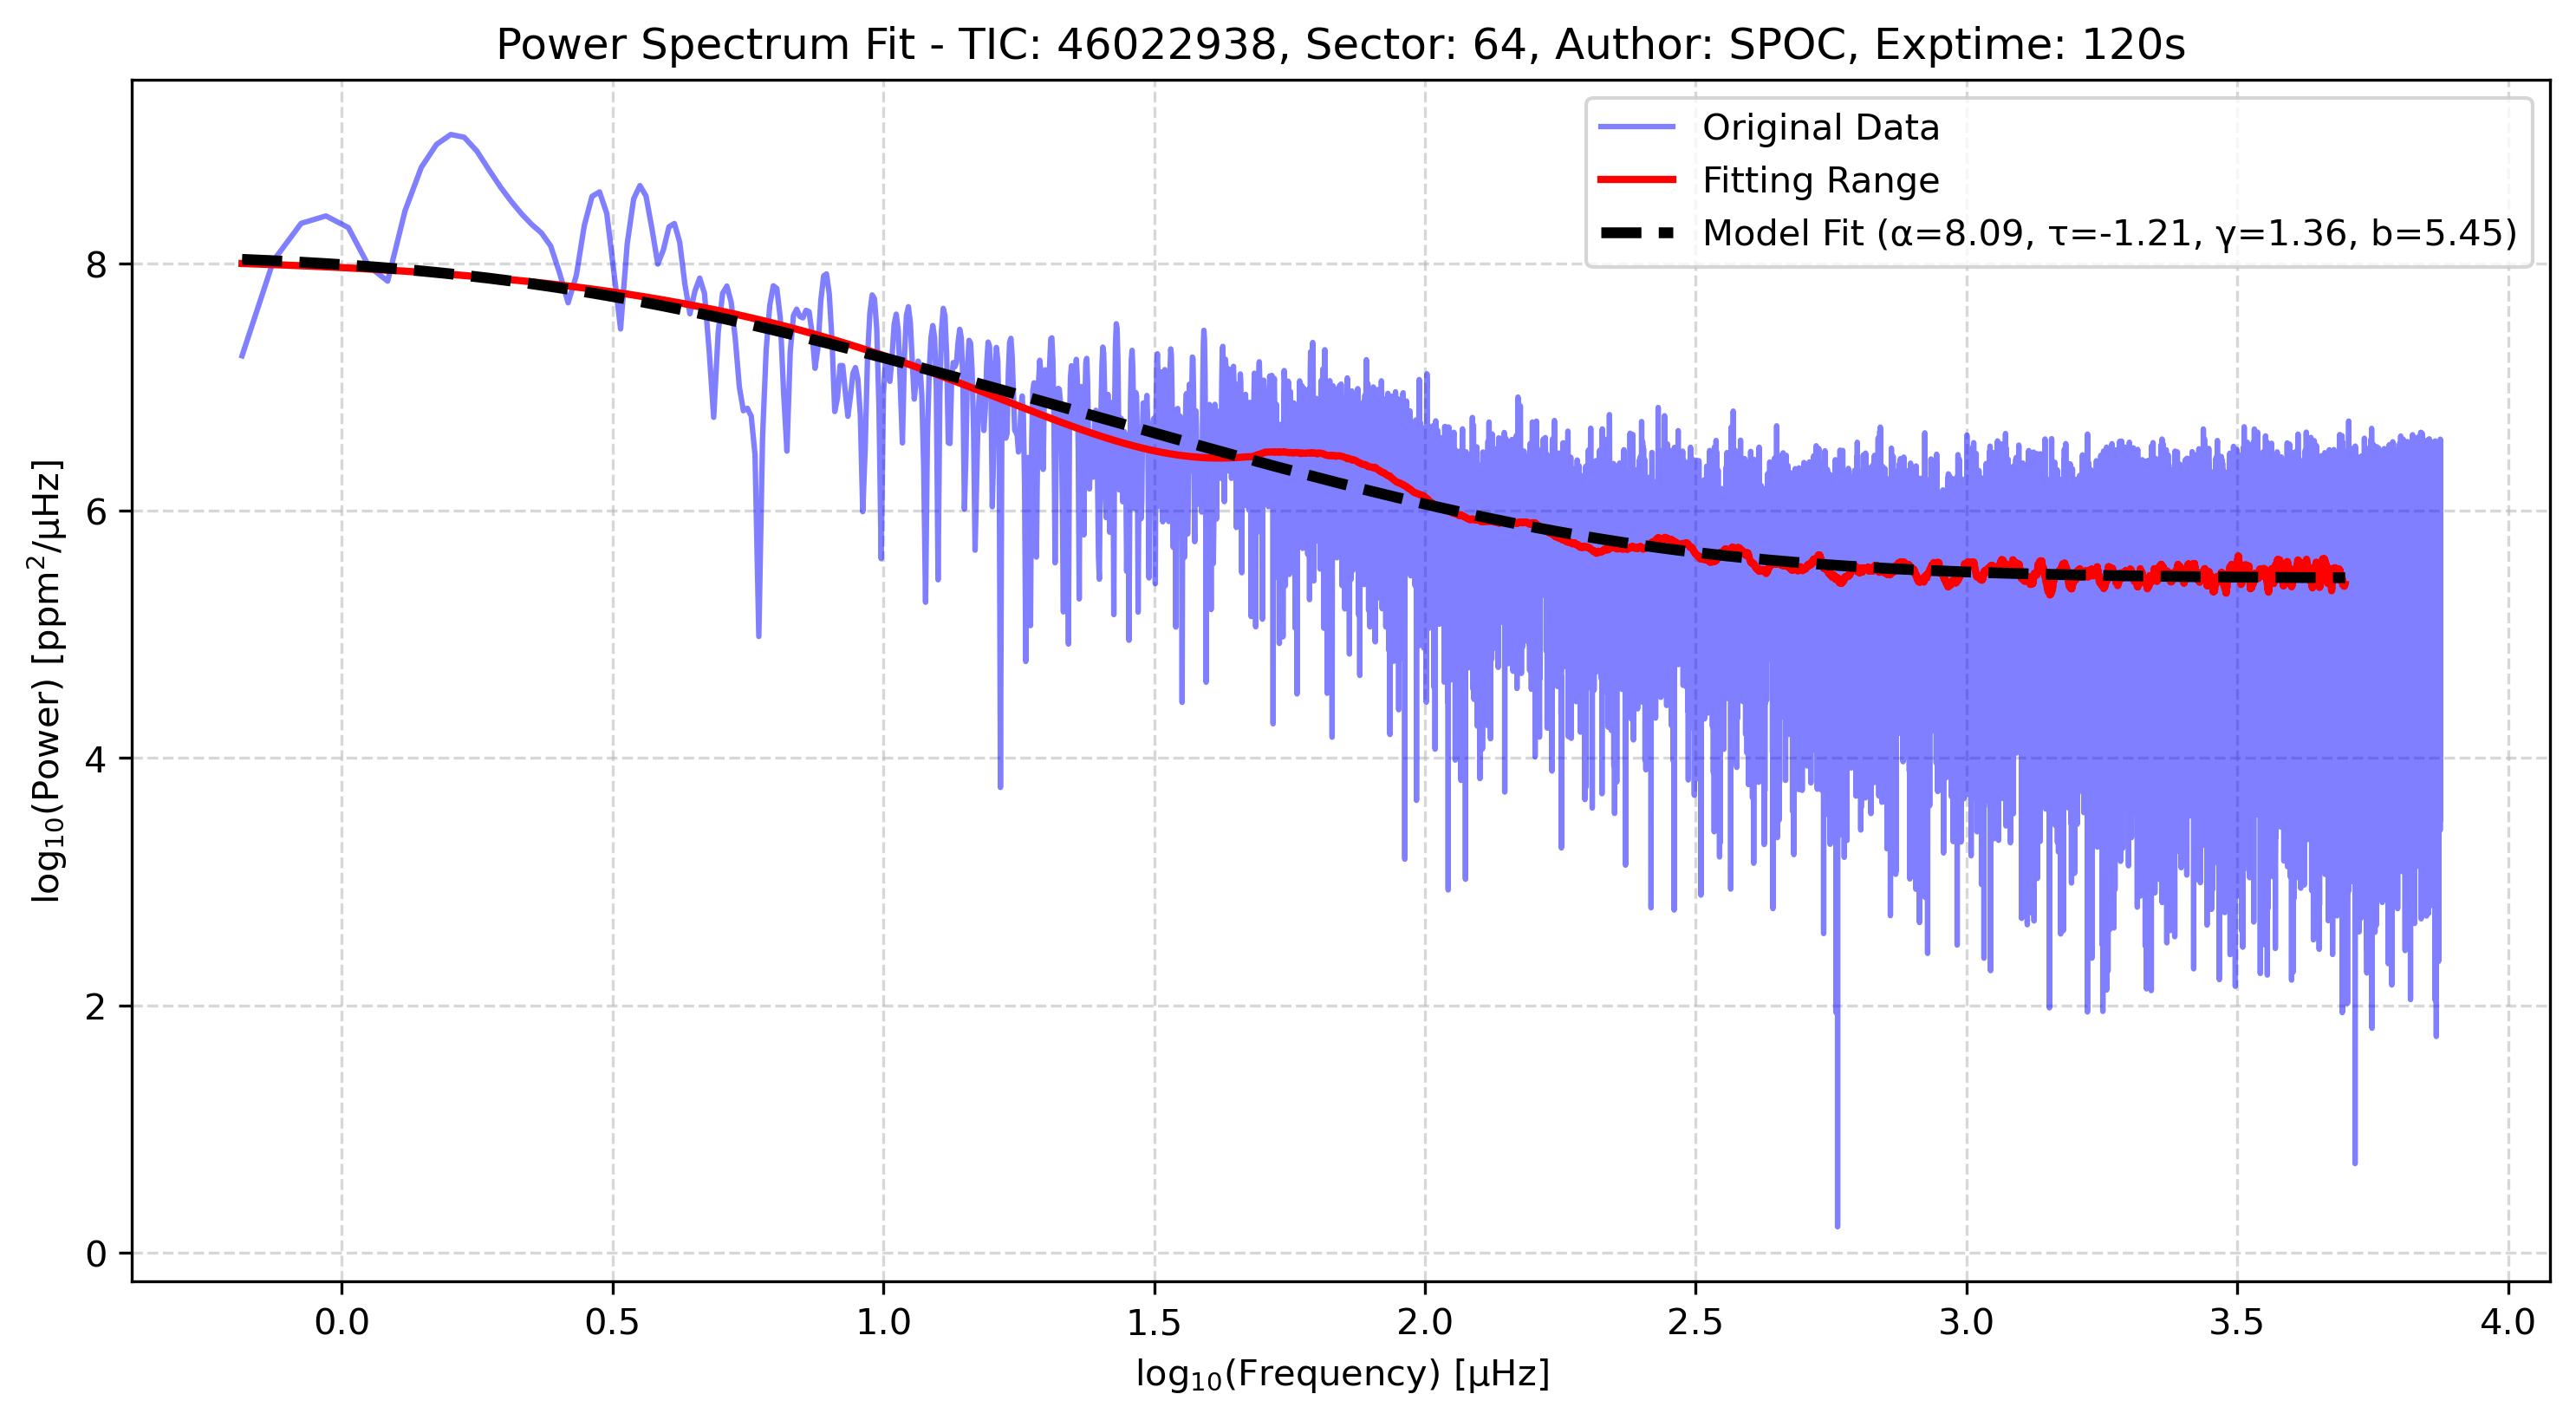 Power Spectrum Fit - TIC: 46022938, Sector: 64, Author: SPOC, Exptime: 120s
Original Data
Fitting Range
Model Fit (α=8.09, τ=-1.21, γ=1.36, b=5.45)
log₁₀(Power) [ppm²/μHz]
8
6
4
2
0
0.0 0.5 1.0 1.5 2.0 2.5 3.0 3.5 4.0
log₁₀(Frequency) [μHz]